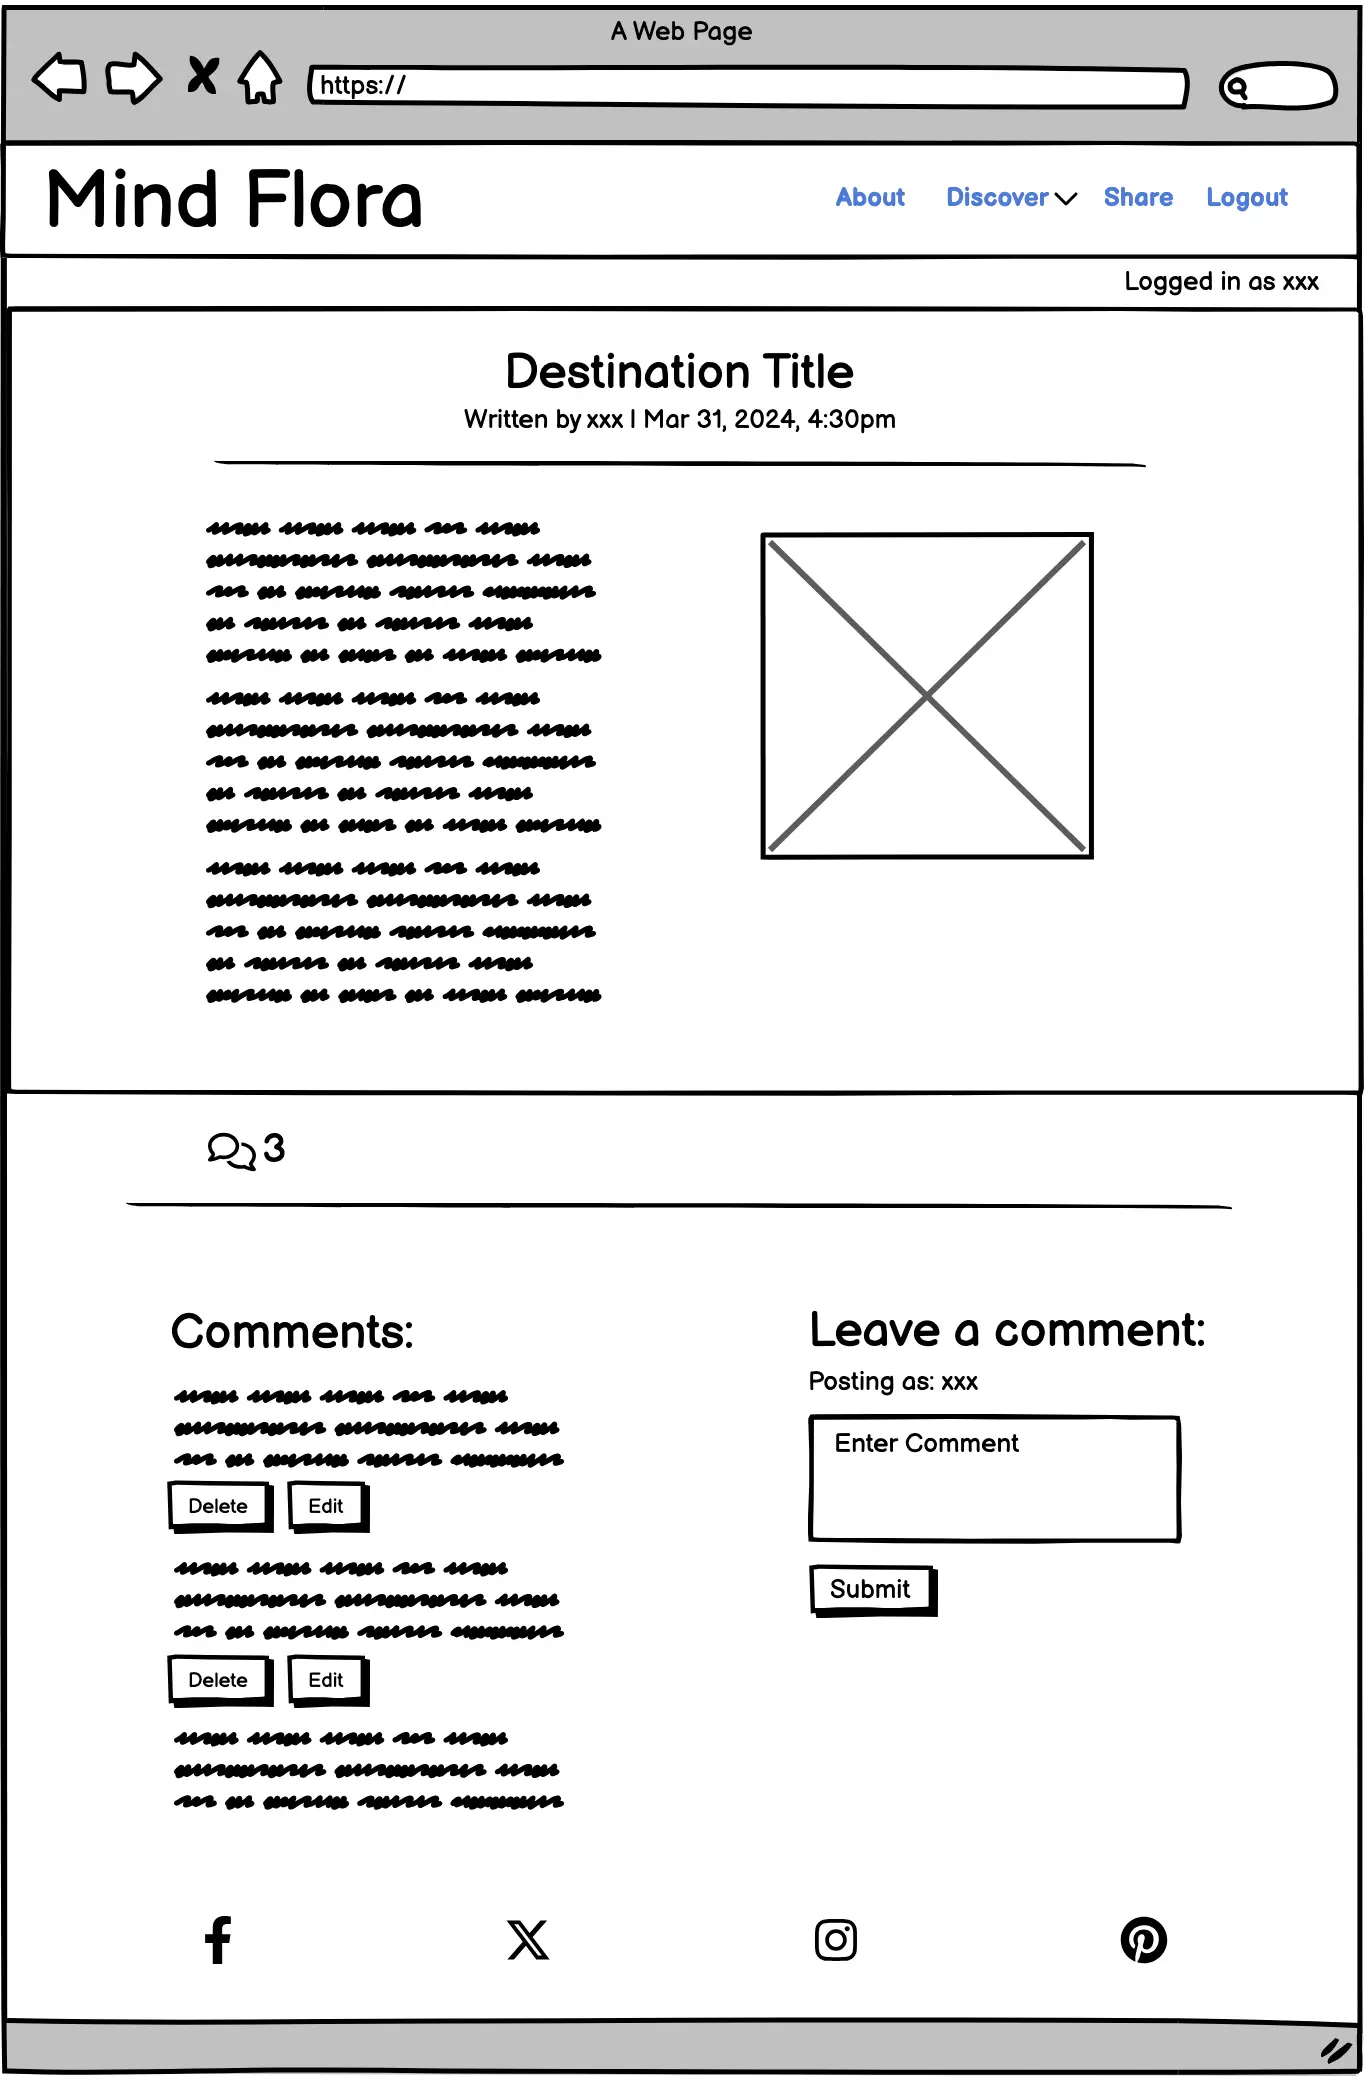 A Web Page
https://
Mind Flora
About Discover Share Logout
Logged in as xxx
Destination Title
Written by xxx | Mar 31, 2024, 4:30pm
3
Comments:
Delete Edit
Delete Edit
Leave a comment:
Posting as: xxx
Enter Comment
Submit